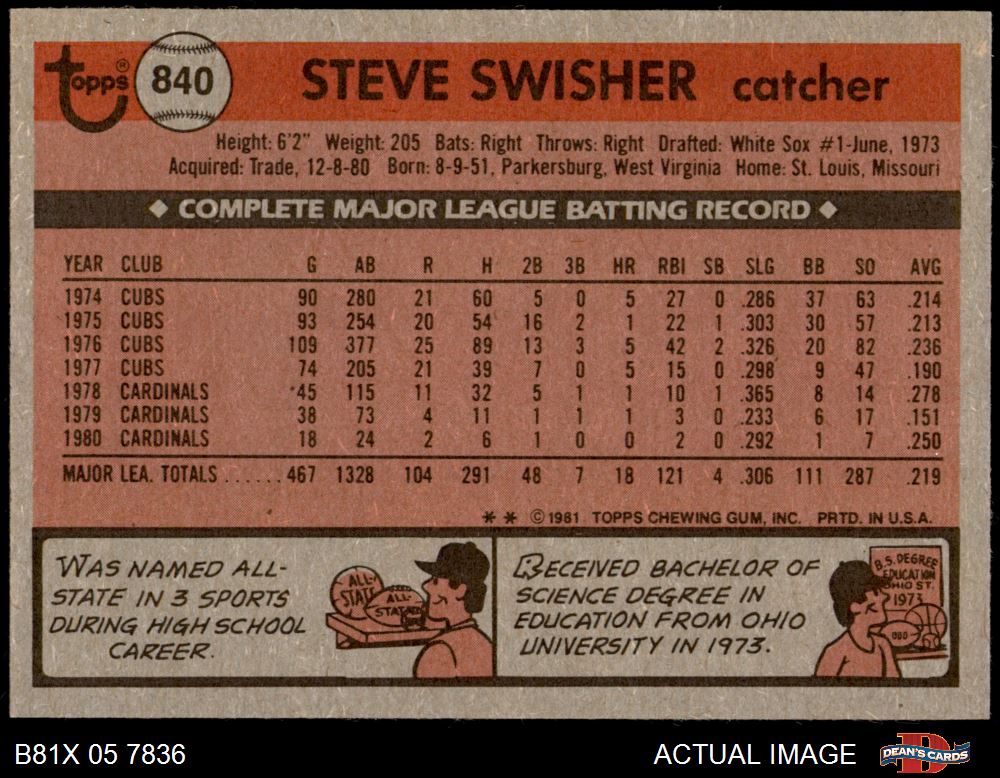 Topps® 840 STEVE SWISHER catcher
Height: 6'2" Weight: 205 Bats: Right Throws: Right Drafted: White Sox #1-June, 1973
Acquired: Trade, 12-8-80 Born: 8-9-51, Parkersburg, West Virginia Home: St. Louis, Missouri
◆ COMPLETE MAJOR LEAGUE BATTING RECORD ◆
YEAR CLUB G AB R H 2B 3B HR RBI SB SLG BB SO AVG
1974 CUBS 90 280 21 60 5 0 5 27 0 .286 37 63 .214
1975 CUBS 93 254 20 54 16 2 1 22 1 .303 30 57 .213
1976 CUBS 109 377 25 89 13 3 5 42 2 .326 20 82 .236
1977 CUBS 74 205 21 39 7 0 5 15 0 .298 9 47 .190
1978 CARDINALS 45 115 11 32 5 1 1 10 1 .365 8 14 .278
1979 CARDINALS 38 73 4 11 1 1 1 3 0 .233 6 17 .151
1980 CARDINALS 18 24 2 6 1 0 0 2 0 .292 1 7 .250
MAJOR LEA. TOTALS ...... 467 1328 104 291 48 7 18 121 4 .306 111 287 .219
* * ©1981 TOPPS CHEWING GUM, INC. PRTD. IN U.S.A.
WAS NAMED ALL-
STATE IN 3 SPORTS
DURING HIGH SCHOOL
CAREER.
ALL-
STATE
ALL-
STATE
RECEIVED BACHELOR OF
SCIENCE DEGREE IN
EDUCATION FROM OHIO
UNIVERSITY IN 1973.
B.S. DEGREE
EDUCATION
OHIO ST.
1973
B81X 05 7836 ACTUAL IMAGE DEAN'S CARDS